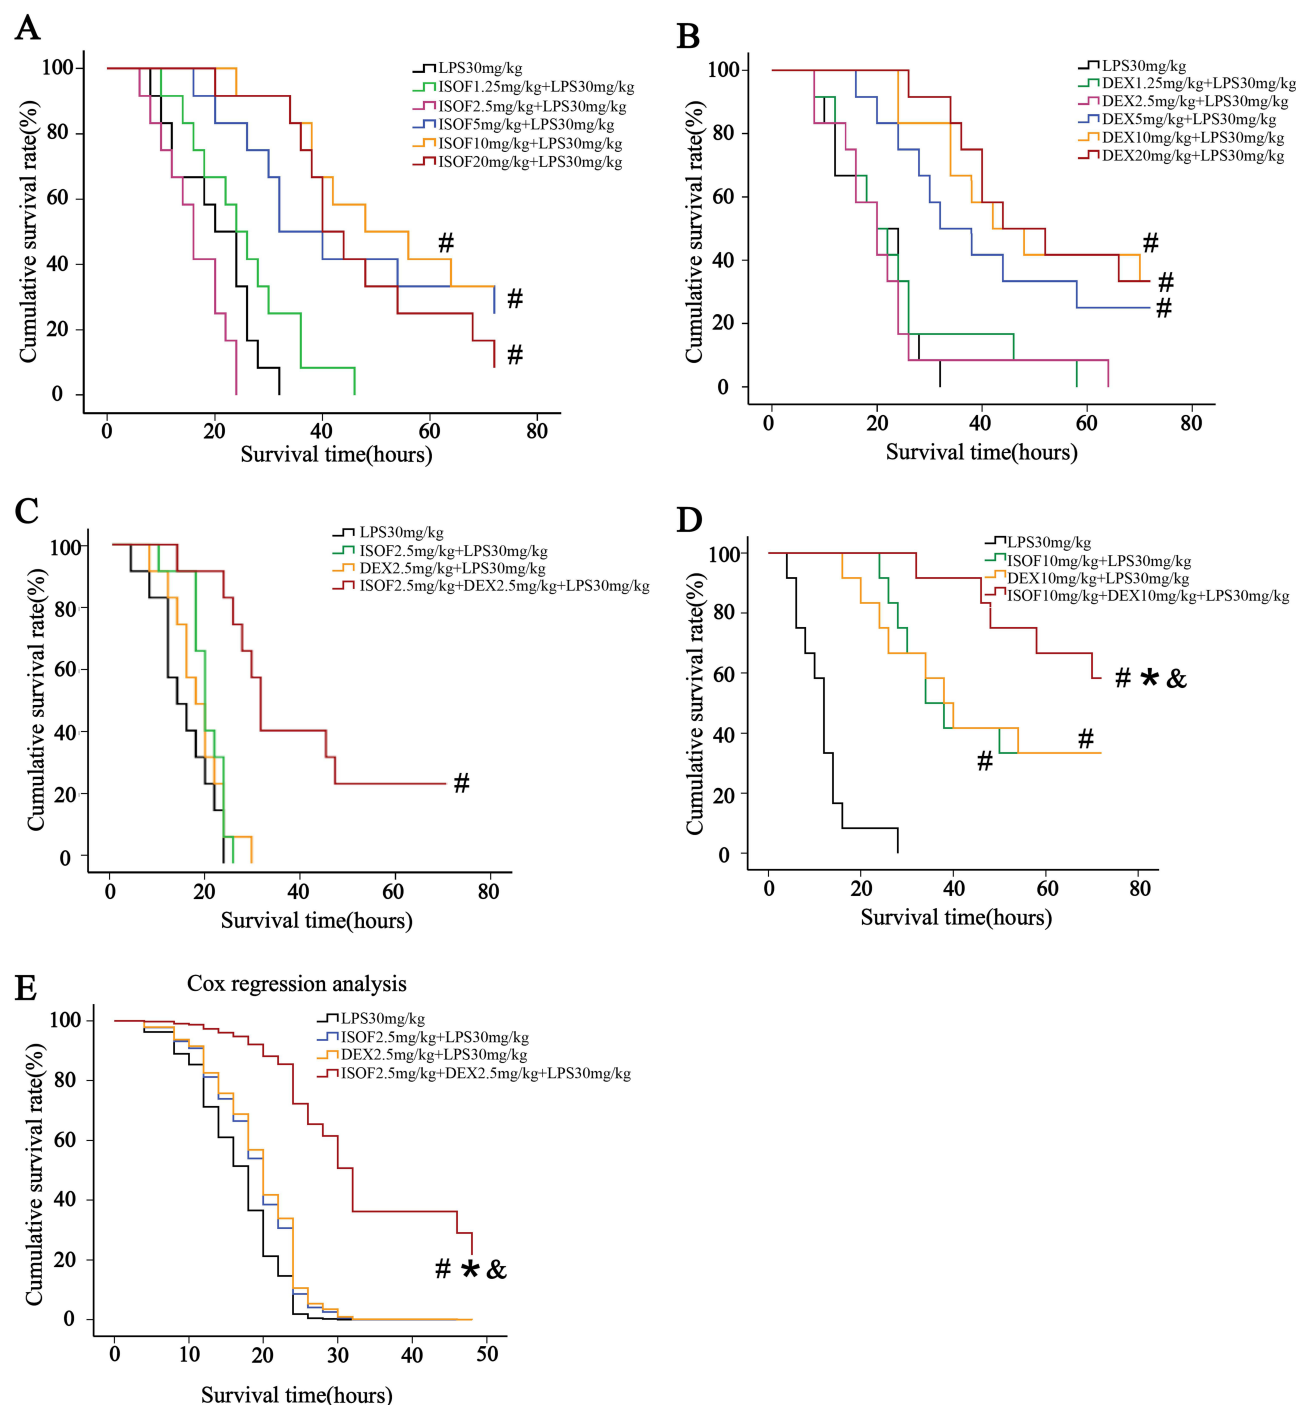 A
LPS30mg/kg
ISOF1.25mg/kg+LPS30mg/kg
ISOF2.5mg/kg+LPS30mg/kg
ISOF5mg/kg+LPS30mg/kg
ISOF10mg/kg+LPS30mg/kg
ISOF20mg/kg+LPS30mg/kg
Cumulative survival rate(%)
100
80
60
40
20
0
#
#
#
0 20 40 60 80
Survival time(hours)
B
LPS30mg/kg
DEX1.25mg/kg+LPS30mg/kg
DEX2.5mg/kg+LPS30mg/kg
DEX5mg/kg+LPS30mg/kg
DEX10mg/kg+LPS30mg/kg
DEX20mg/kg+LPS30mg/kg
Cumulative survival rate(%)
100
80
60
40
20
0
#
#
#
0 20 40 60 80
Survival time(hours)
C
LPS30mg/kg
ISOF2.5mg/kg+LPS30mg/kg
DEX2.5mg/kg+LPS30mg/kg
ISOF2.5mg/kg+DEX2.5mg/kg+LPS30mg/kg
Cumulative survival rate(%)
100
80
60
40
20
0
#
0 20 40 60 80
Survival time(hours)
D
LPS30mg/kg
ISOF10mg/kg+LPS30mg/kg
DEX10mg/kg+LPS30mg/kg
ISOF10mg/kg+DEX10mg/kg+LPS30mg/kg
Cumulative survival rate(%)
100
80
60
40
20
0
# * &
#
#
0 20 40 60 80
Survival time(hours)
E
Cox regression analysis
LPS30mg/kg
ISOF2.5mg/kg+LPS30mg/kg
DEX2.5mg/kg+LPS30mg/kg
ISOF2.5mg/kg+DEX2.5mg/kg+LPS30mg/kg
Cumulative survival rate(%)
100
80
60
40
20
0
# * &
0 10 20 30 40 50
Survival time(hours)